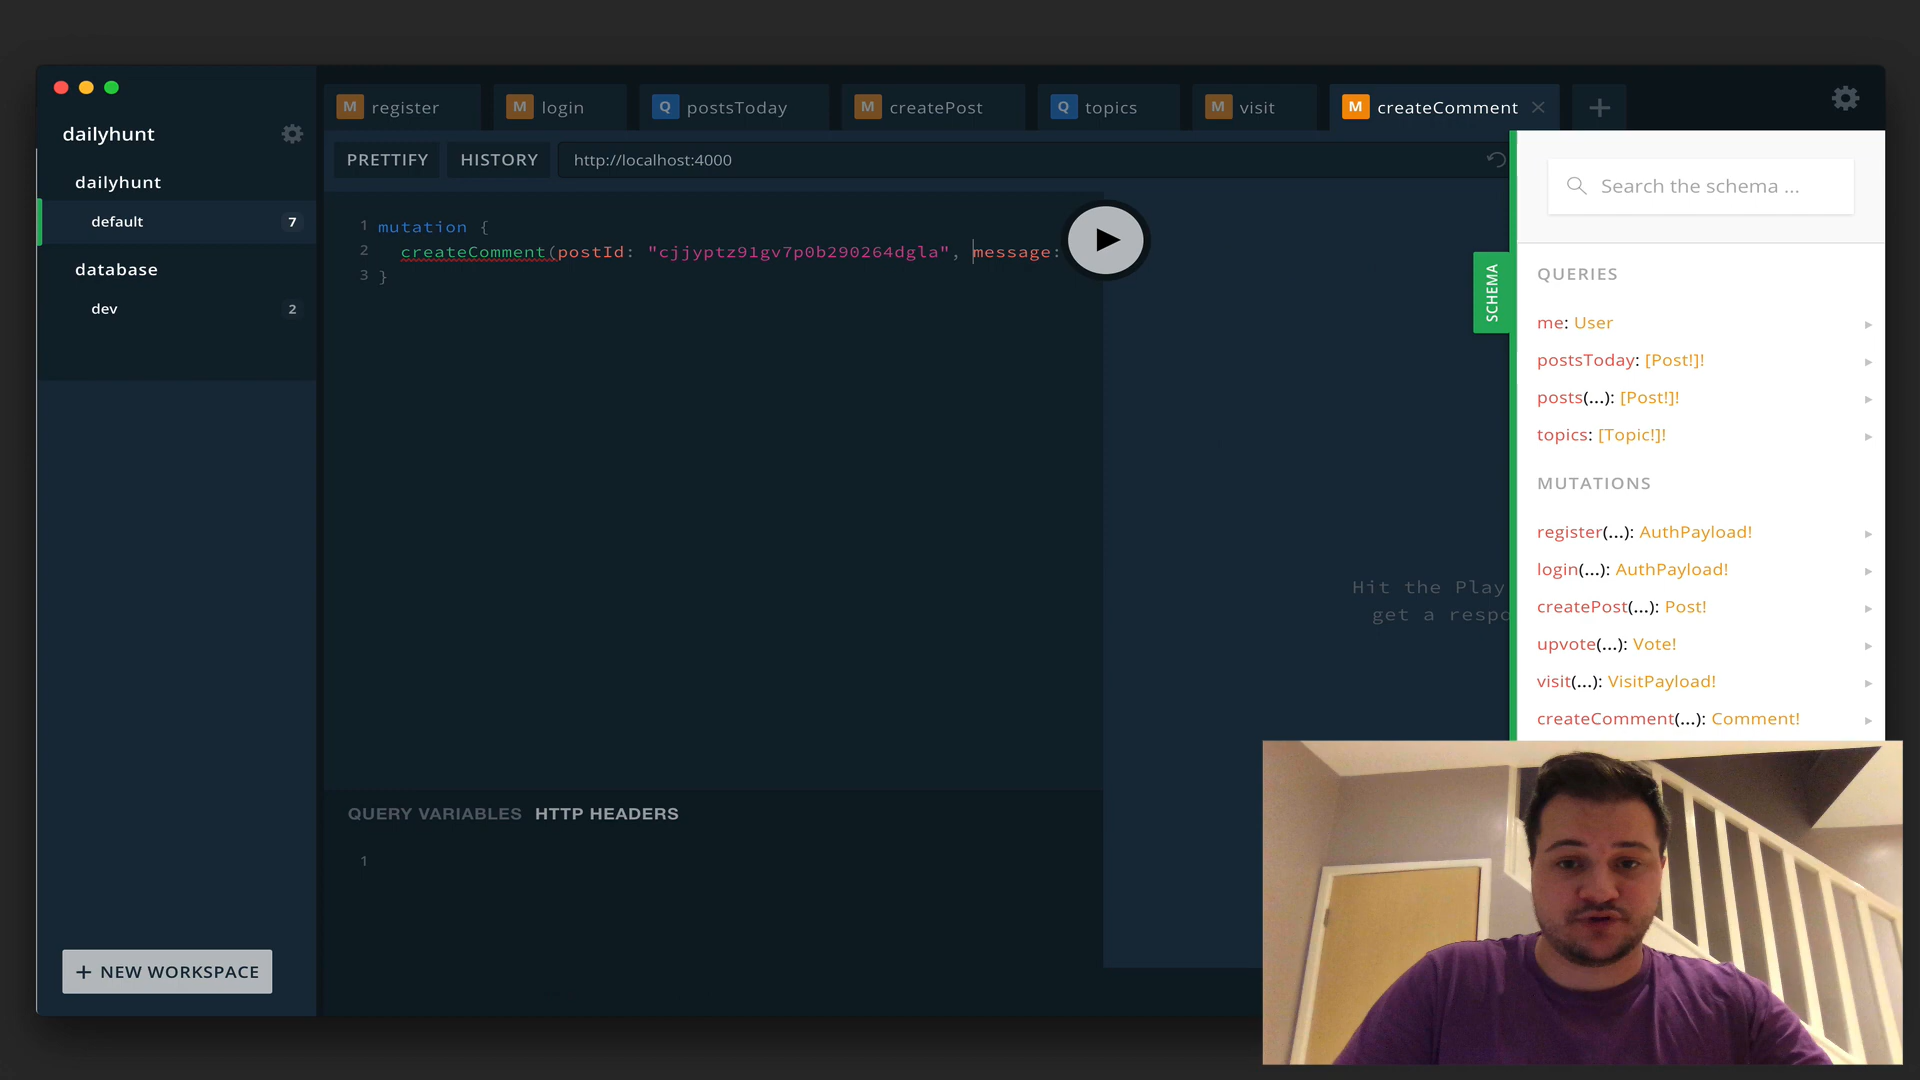 M register
M login
Q postsToday
M createPost
Q topics
M visit
M createComment
dailyhunt
dailyhunt
default 7
database
dev 2
+ NEW WORKSPACE
PRETTIFY
HISTORY
http://localhost:4000
1 mutation {
2 createComment(postId: "cjjyptz91gv7p0b290264dgla", message:
3 }
Hit the Play
get a respo
QUERY VARIABLES HTTP HEADERS
1
SCHEMA
Search the schema ...
QUERIES
me: User
postsToday: [Post!]!
posts(...): [Post!]!
topics: [Topic!]!
MUTATIONS
register(...): AuthPayload!
login(...): AuthPayload!
createPost(...): Post!
upvote(...): Vote!
visit(...): VisitPayload!
createComment(...): Comment!